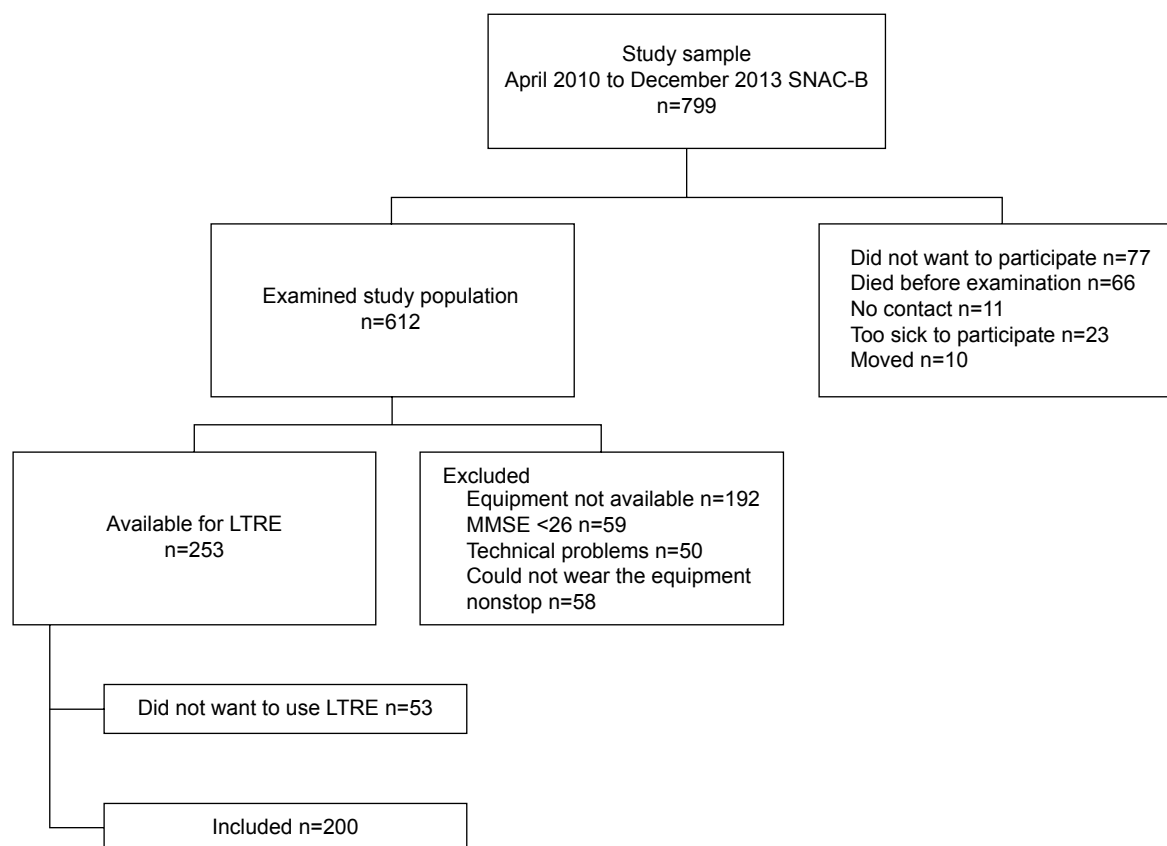 Study sample
April 2010 to December 2013 SNAC-B
n=799
Examined study population
n=612
Did not want to participate n=77
Died before examination n=66
No contact n=11
Too sick to participate n=23
Moved n=10
Available for LTRE
n=253
Excluded
Equipment not available n=192
MMSE <26 n=59
Technical problems n=50
Could not wear the equipment
nonstop n=58
Did not want to use LTRE n=53
Included n=200